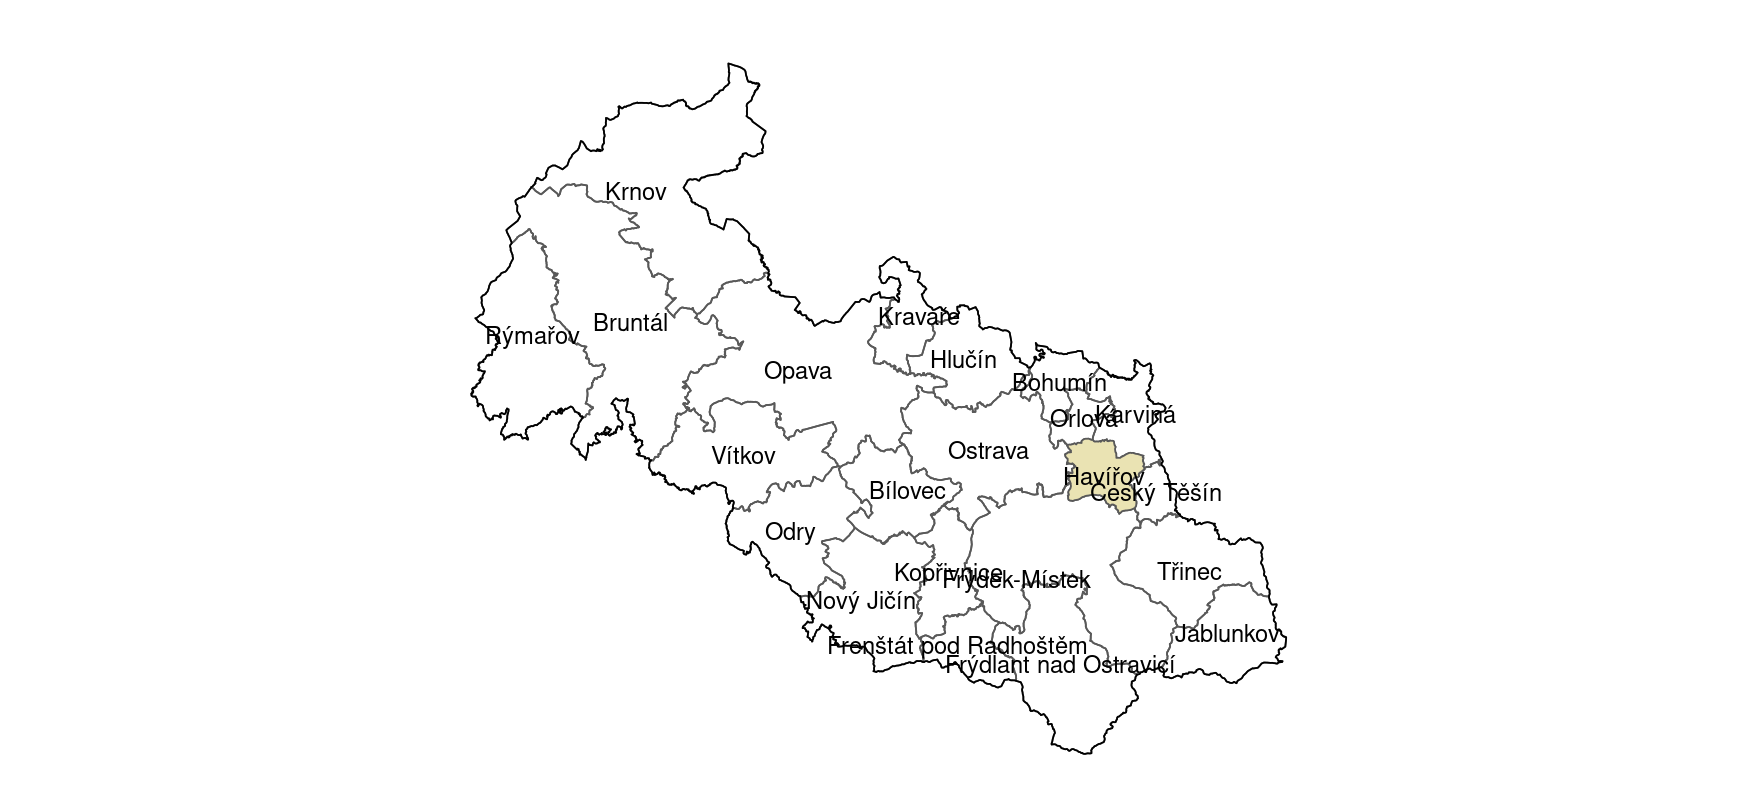 Krnov
Kravaře
Bruntál
Rýmařov
Hlučín
Opava
Bohumín
Karviná
Orlová
Ostrava
Vítkov
Havířov
Bílovec
Český Těšín
Odry
Třinec
Kopřivnice
Frýdek-Místek
Nový Jičín
Jablunkov
Frenštát pod Radhoštěm
Frýdlant nad Ostravicí